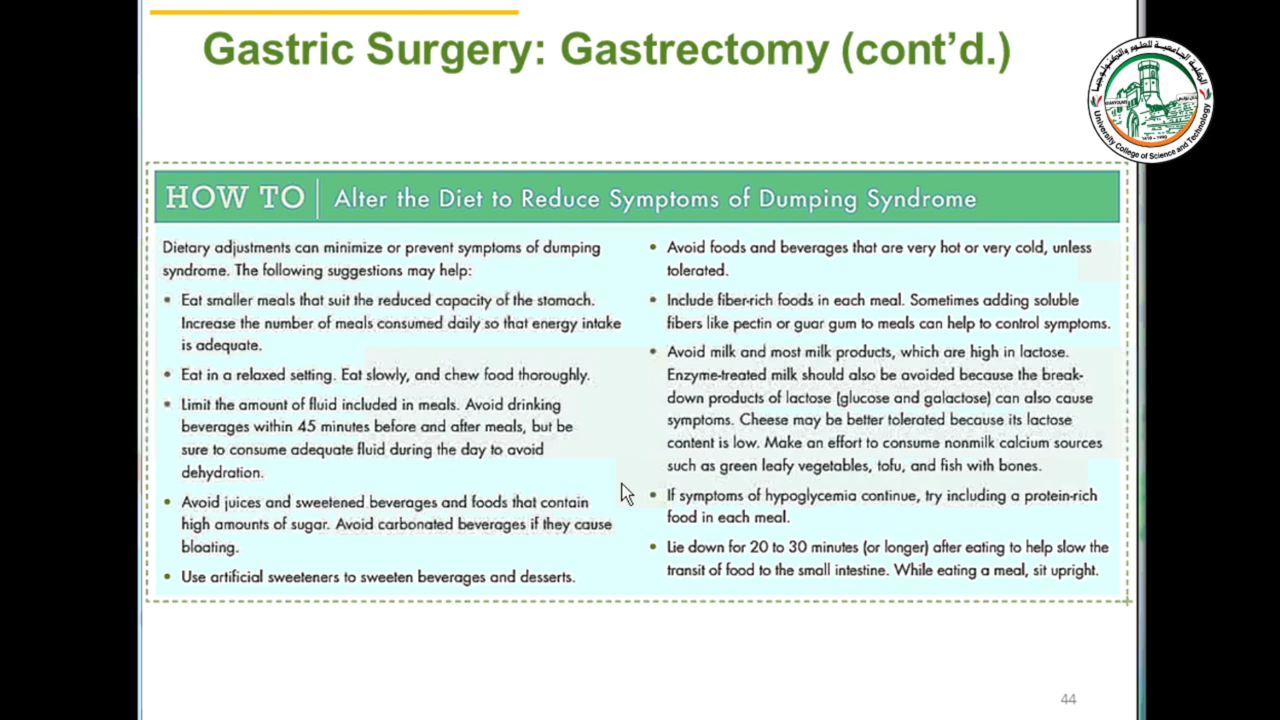 Gastric Surgery: Gastrectomy (cont'd.)
الكلية الجامعية للعلوم والتكنولوجيا
University College of Science and Technology
HOW TO | Alter the Diet to Reduce Symptoms of Dumping Syndrome
Dietary adjustments can minimize or prevent symptoms of dumping
syndrome. The following suggestions may help:
• Eat smaller meals that suit the reduced capacity of the stomach.
Increase the number of meals consumed daily so that energy intake
is adequate.
• Eat in a relaxed setting. Eat slowly, and chew food thoroughly.
• Limit the amount of fluid included in meals. Avoid drinking
beverages within 45 minutes before and after meals, but be
sure to consume adequate fluid during the day to avoid
dehydration.
• Avoid juices and sweetened beverages and foods that contain
high amounts of sugar. Avoid carbonated beverages if they cause
bloating.
• Use artificial sweeteners to sweeten beverages and desserts.
• Avoid foods and beverages that are very hot or very cold, unless
tolerated.
• Include fiber-rich foods in each meal. Sometimes adding soluble
fibers like pectin or guar gum to meals can help to control symptoms.
• Avoid milk and most milk products, which are high in lactose.
Enzyme-treated milk should also be avoided because the break-
down products of lactose (glucose and galactose) can also cause
symptoms. Cheese may be better tolerated because its lactose
content is low. Make an effort to consume nonmilk calcium sources
such as green leafy vegetables, tofu, and fish with bones.
• If symptoms of hypoglycemia continue, try including a protein-rich
food in each meal.
• Lie down for 20 to 30 minutes (or longer) after eating to help slow the
transit of food to the small intestine. While eating a meal, sit upright.
44